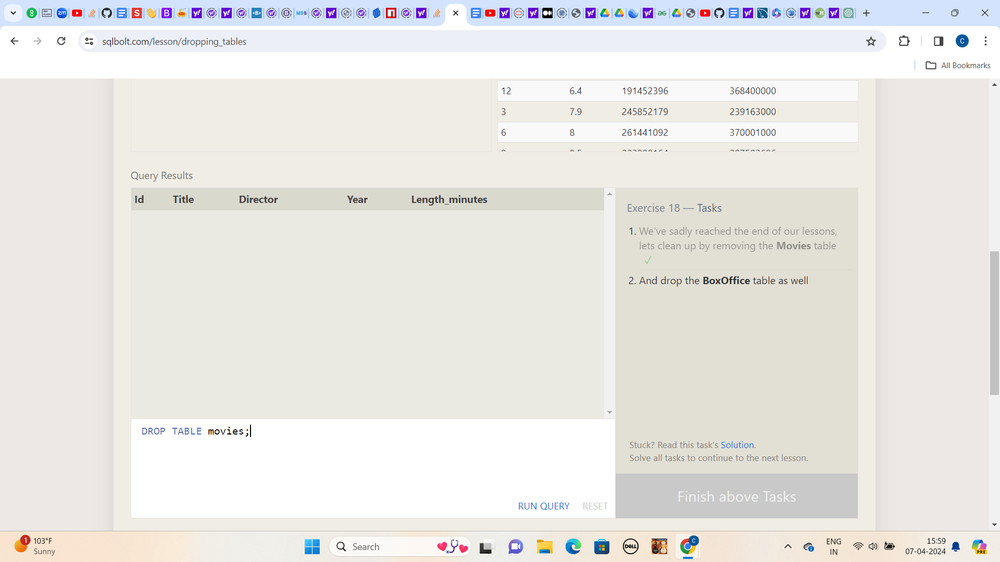 sqlbolt.com/lesson/dropping_tables
All Bookmarks
12 6.4 191452396 368400000
3 7.9 245852179 239163000
6 8 261441092 370001000
Query Results
Id Title Director Year Length_minutes
Exercise 18 — Tasks
1. We've sadly reached the end of our lessons,
lets clean up by removing the Movies table
✓
2. And drop the BoxOffice table as well
DROP TABLE movies;
Stuck? Read this task's Solution.
Solve all tasks to continue to the next lesson.
RUN QUERY RESET
Finish above Tasks
1
103°F
Sunny
Search
DELL
C
ENG
IN
15:59
07-04-2024
PRE